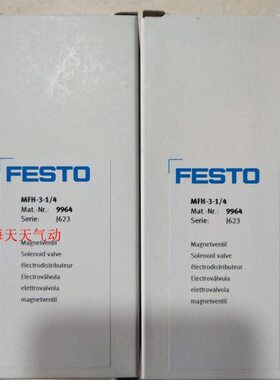 FESTO
MFH-3-1/4
Mat.-Nr.: 9964
Serie: J623
Magnetventil
Solenoid valve
électrodistributeur
Electroválvula
elettrovalvola
magnetventil
FESTO
MFH-3-1/4
Mat.-Nr.: 9964
Serie: J623
Magnetventil
Solenoid valve
électrodistributeur
Electroválvula
elettrovalvola
magnetventil
每天天气动